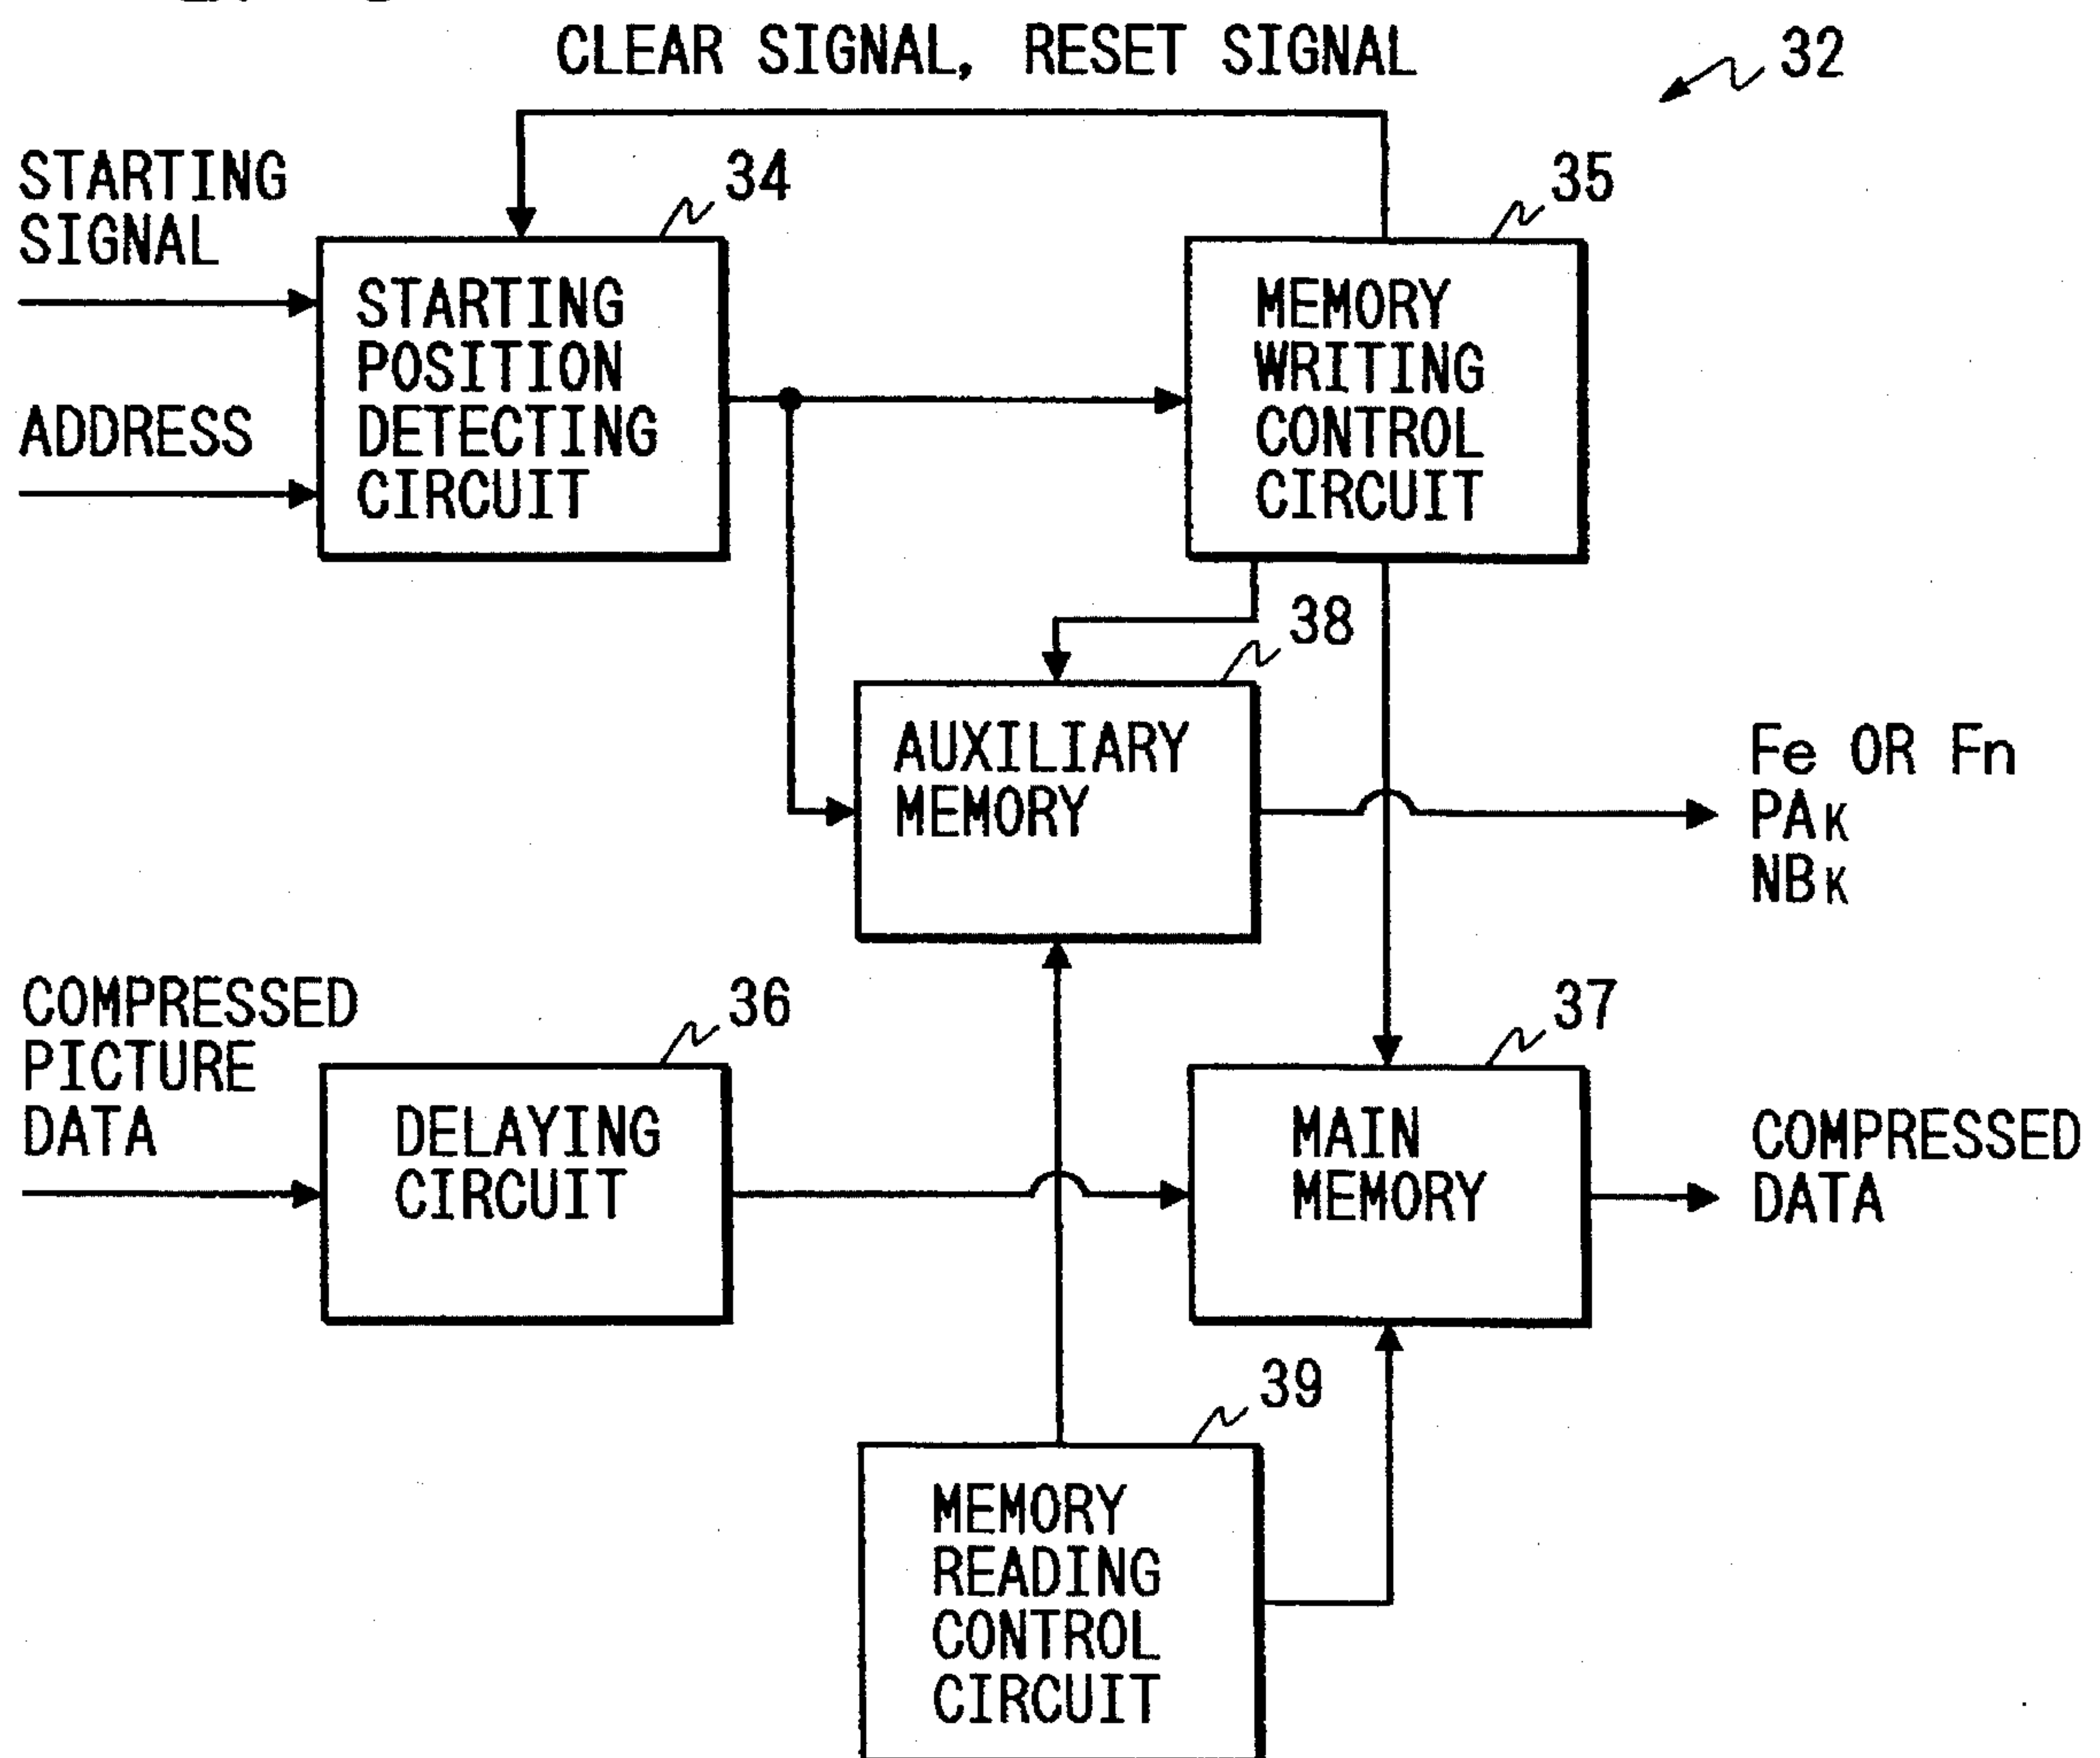 CLEAR SIGNAL, RESET SIGNAL
32
STARTING
SIGNAL
34
35
STARTING
POSITION
DETECTING
CIRCUIT
MEMORY
WRITING
CONTROL
CIRCUIT
ADDRESS
38
AUXILIARY
MEMORY
Fe OR Fn
PAK
NBK
COMPRESSED
PICTURE
DATA
36
37
DELAYING
CIRCUIT
MAIN
MEMORY
COMPRESSED
DATA
39
MEMORY
READING
CONTROL
CIRCUIT